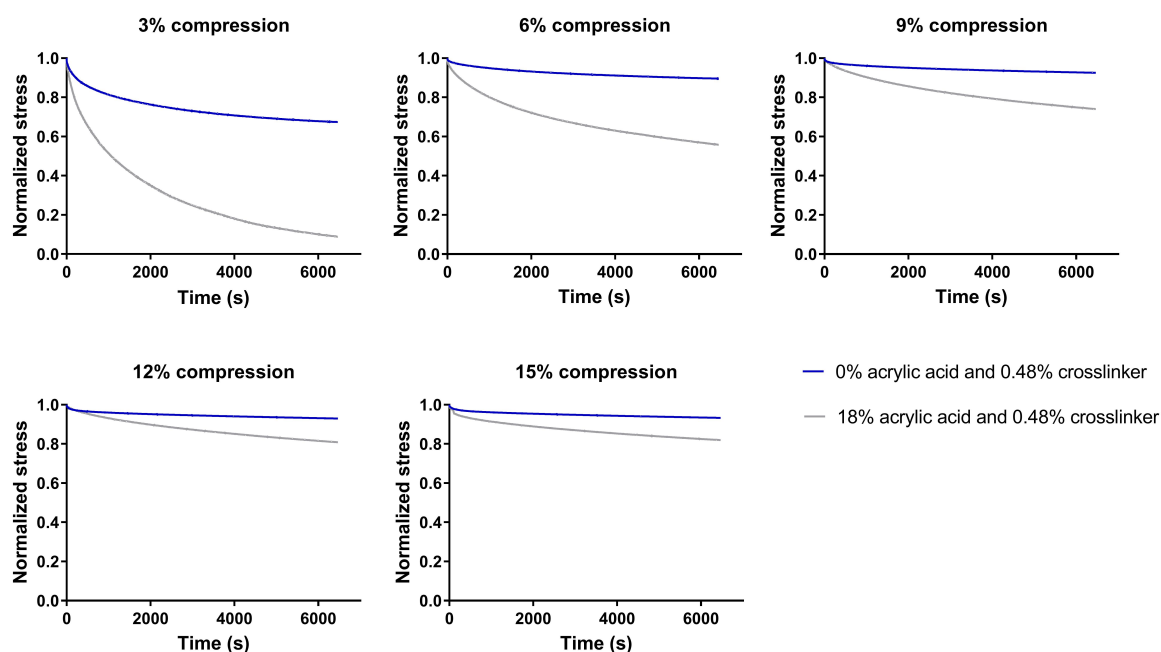 3% compression
Normalized stress
1.0
0.8
0.6
0.4
0.2
0.0
0 2000 4000 6000
Time (s)
6% compression
Normalized stress
1.0
0.8
0.6
0.4
0.2
0.0
0 2000 4000 6000
Time (s)
9% compression
Normalized stress
1.0
0.8
0.6
0.4
0.2
0.0
0 2000 4000 6000
Time (s)
12% compression
Normalized stress
1.0
0.8
0.6
0.4
0.2
0.0
0 2000 4000 6000
Time (s)
15% compression
Normalized stress
1.0
0.8
0.6
0.4
0.2
0.0
0 2000 4000 6000
Time (s)
0% acrylic acid and 0.48% crosslinker
18% acrylic acid and 0.48% crosslinker